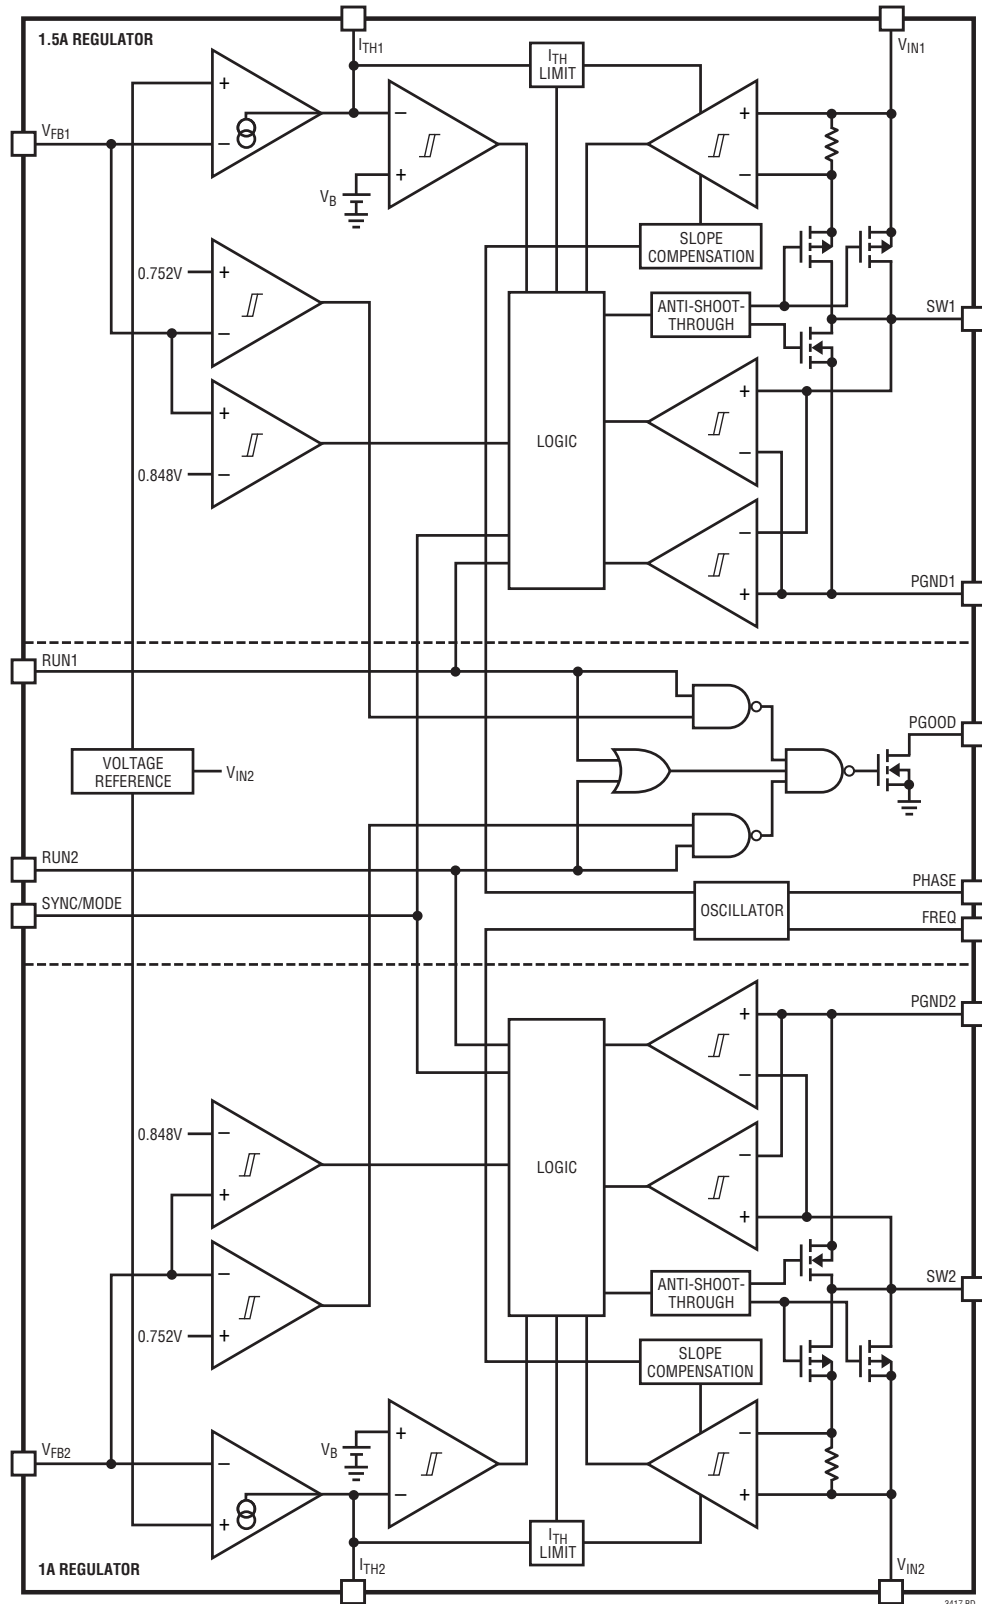 1.5A REGULATOR
ITH1
VIN1
ITH
LIMIT
+
−
−
+
+
−
VFB1
VB
SLOPE
COMPENSATION
0.752V
+
−
ANTI-SHOOT-
THROUGH
SW1
+
−
0.848V
LOGIC
+
−
−
+
PGND1
RUN1
PGOOD
VOLTAGE
REFERENCE
VIN2
RUN2
PHASE
SYNC/MODE
OSCILLATOR
FREQ
PGND2
+
−
0.848V
−
+
LOGIC
−
+
−
+
0.752V
ANTI-SHOOT-
THROUGH
SW2
SLOPE
COMPENSATION
VFB2
−
+
VB
+
−
−
+
ITH
LIMIT
1A REGULATOR
ITH2
VIN2
3417 BD